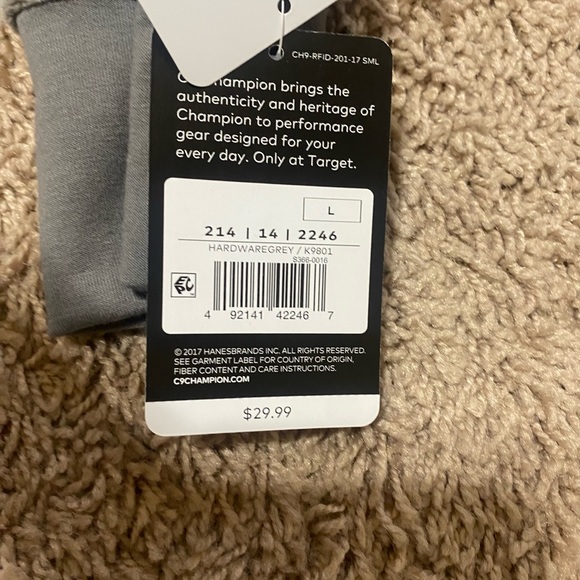 CH9-RFID-201-17 SML
Champion brings the
authenticity and heritage of
Champion to performance
gear designed for your
every day. Only at Target.
L
214 | 14 | 2246
HARDWAREGREY / K9801
S366-0016
4 92141 42246 7
© 2017 HANESBRANDS INC. ALL RIGHTS RESERVED.
SEE GARMENT LABEL FOR COUNTRY OF ORIGIN,
FIBER CONTENT AND CARE INSTRUCTIONS.
C9CHAMPION.COM
$29.99